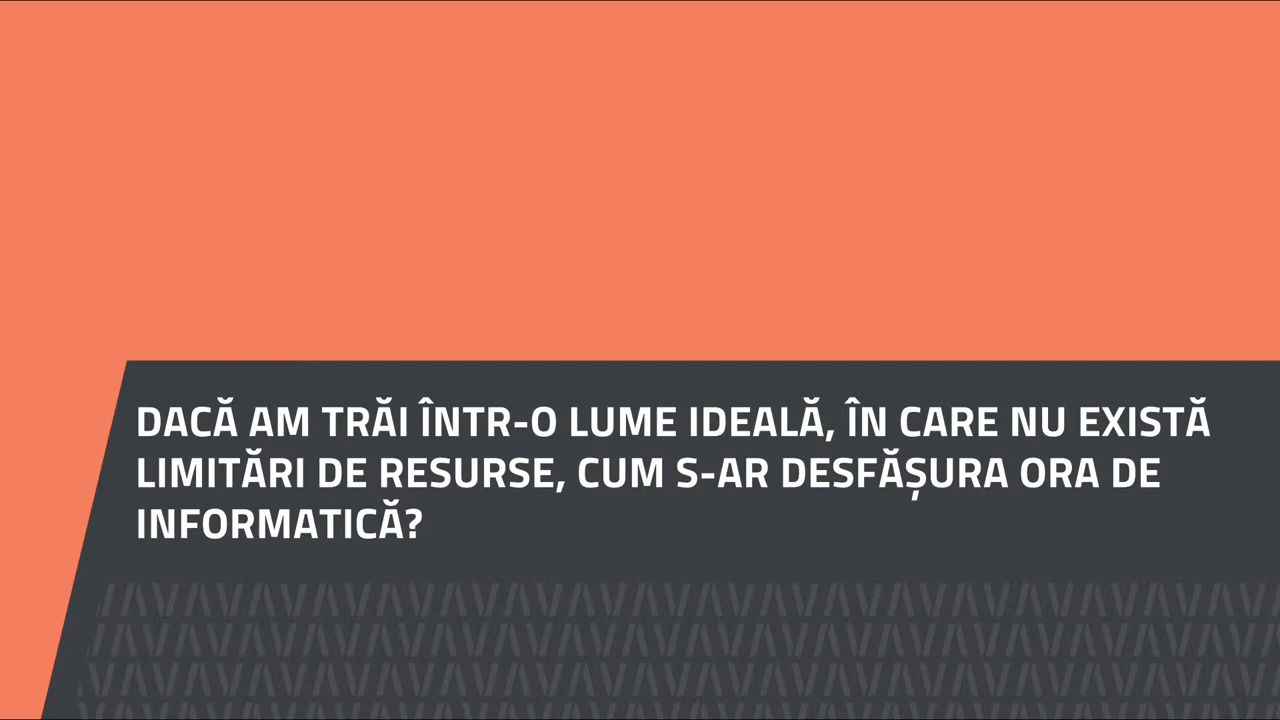 DACĂ AM TRĂI ÎNTR-O LUME IDEALĂ, ÎN CARE NU EXISTĂ
LIMITĂRI DE RESURSE, CUM S-AR DESFĂȘURA ORA DE
INFORMATICĂ?